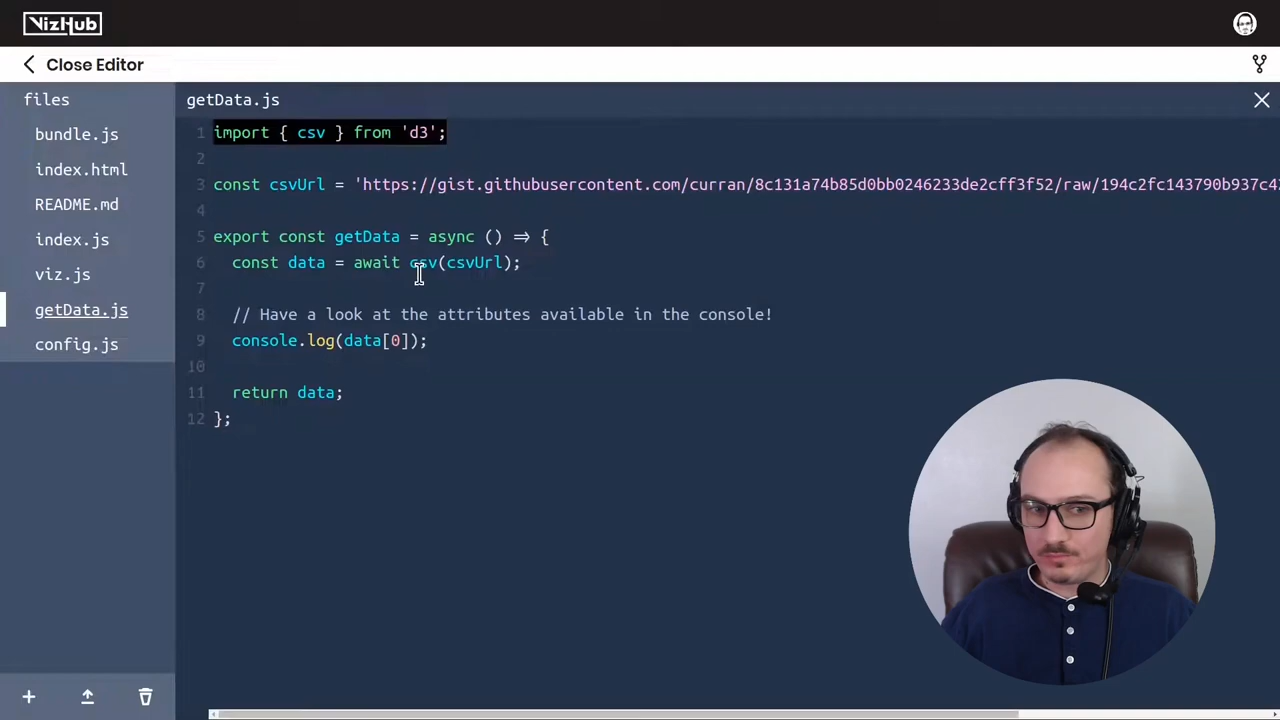 VizHub
Close Editor
files
bundle.js
index.html
README.md
index.js
viz.js
getData.js
config.js
getData.js
1 import { csv } from 'd3';
2
3 const csvUrl = 'https://gist.githubusercontent.com/curran/8c131a74b85d0bb0246233de2cff3f52/raw/194c2fc143790b937c42
4
5 export const getData = async () => {
6 const data = await csv(csvUrl);
7
8 // Have a look at the attributes available in the console!
9 console.log(data[0]);
10
11 return data;
12 };